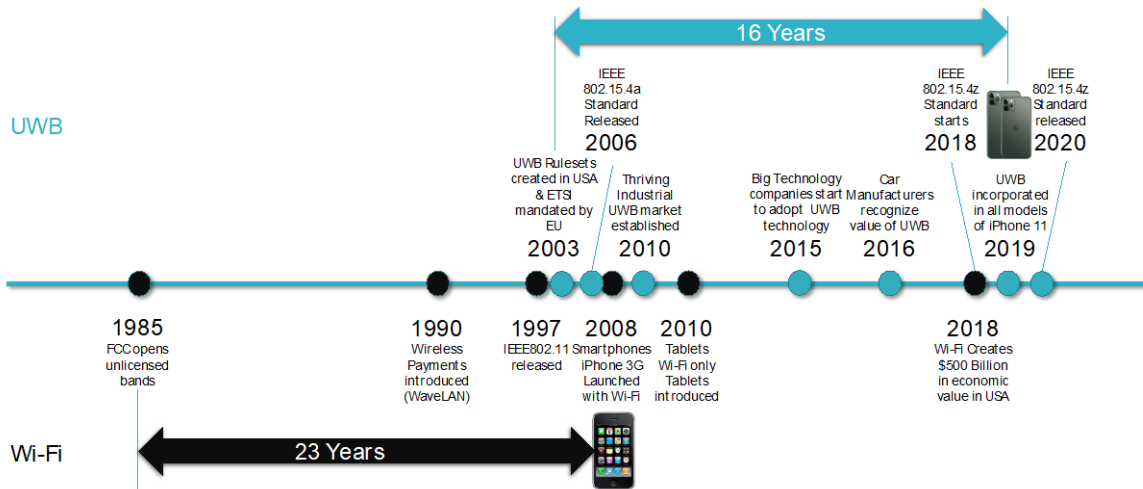 16 Years
UWB
IEEE
802.15.4a
Standard
Released
2006
IEEE
802.15.4z
Standard
starts
2018
IEEE
802.15.4z
Standard
released
2020
UWB Rulesets
created in USA
& ETSI
mandated by
EU
2003
Thriving
Industrial
UWB market
established
2010
Big Technology
companies start
to adopt UWB
technology
2015
Car
Manufacturers
recognize
value of UWB
2016
UWB
incorporated
in all models
of iPhone 11
2019
1985
FCC opens
unlicensed
bands
1990
Wireless
Payments
introduced
(WaveLAN)
1997
IEEE802.11
released
2008
Smartphones
iPhone 3G
Launched
with Wi-Fi
2010
Tablets
Wi-Fi only
Tablets
introduced
2018
Wi-Fi Creates
$500 Billion
in economic
value in USA
Wi-Fi
23 Years